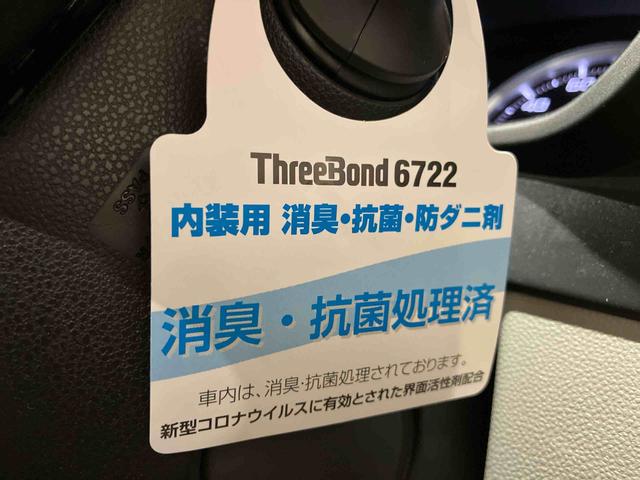 ThreeBond 6722
内装用 消臭・抗菌・防ダニ剤
消臭・抗菌処理済
車内は、消臭・抗菌処理されております。
新型コロナウイルスに有効とされた界面活性剤配合